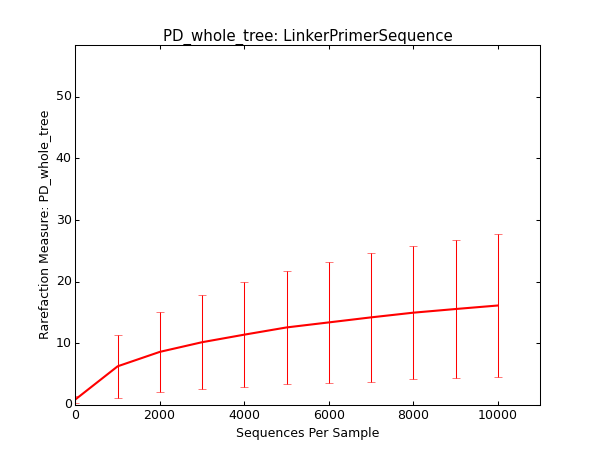 PD_whole_tree: LinkerPrimerSequence
Rarefaction Measure: PD_whole_tree
50
40
30
20
10
0
0 2000 4000 6000 8000 10000
Sequences Per Sample